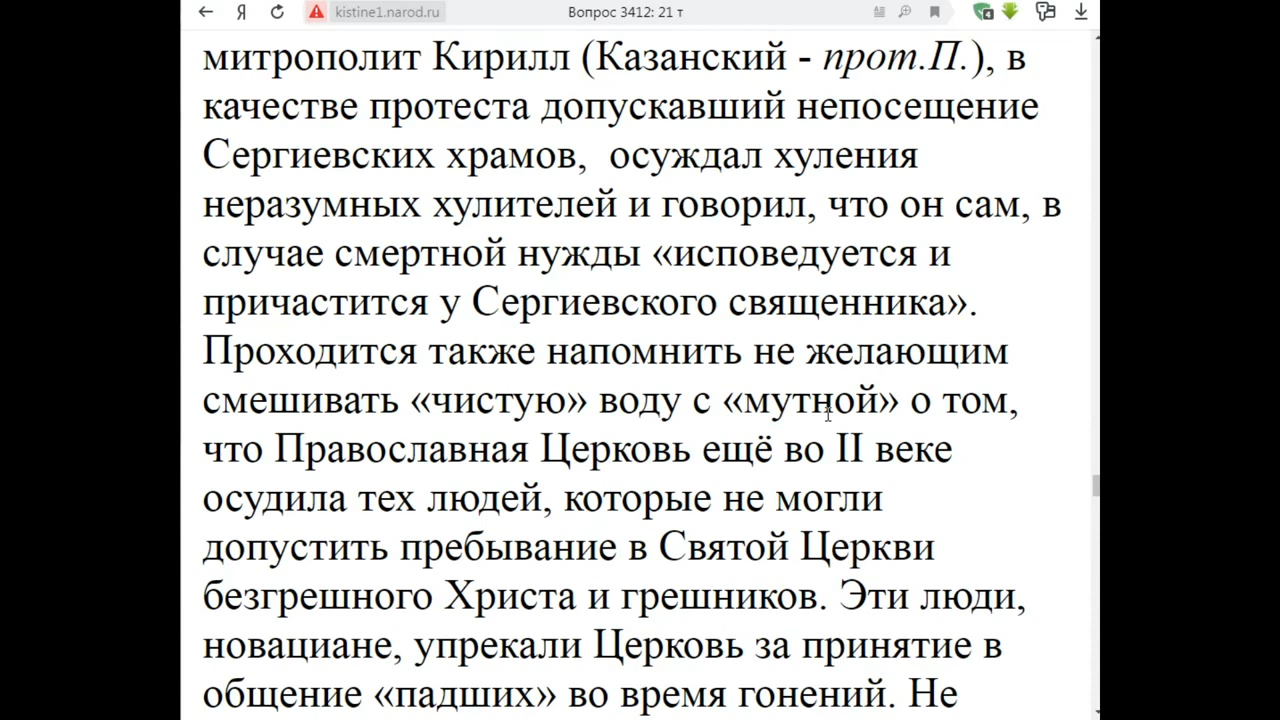 kistine1.narod.ru
Вопрос 3412: 21 т
4
митрополит Кирилл (Казанский - прот.П.), в
качестве протеста допускавший непосещение
Сергиевских храмов,  осуждал хуления
неразумных хулителей и говорил, что он сам, в
случае смертной нужды «исповедуется и
причастится у Сергиевского священника».
Проходится также напомнить не желающим
смешивать «чистую» воду с «мутной» о том,
что Православная Церковь ещё во II веке
осудила тех людей, которые не могли
допустить пребывание в Святой Церкви
безгрешного Христа и грешников. Эти люди,
новациане, упрекали Церковь за принятие в
общение «падших» во время гонений. Не